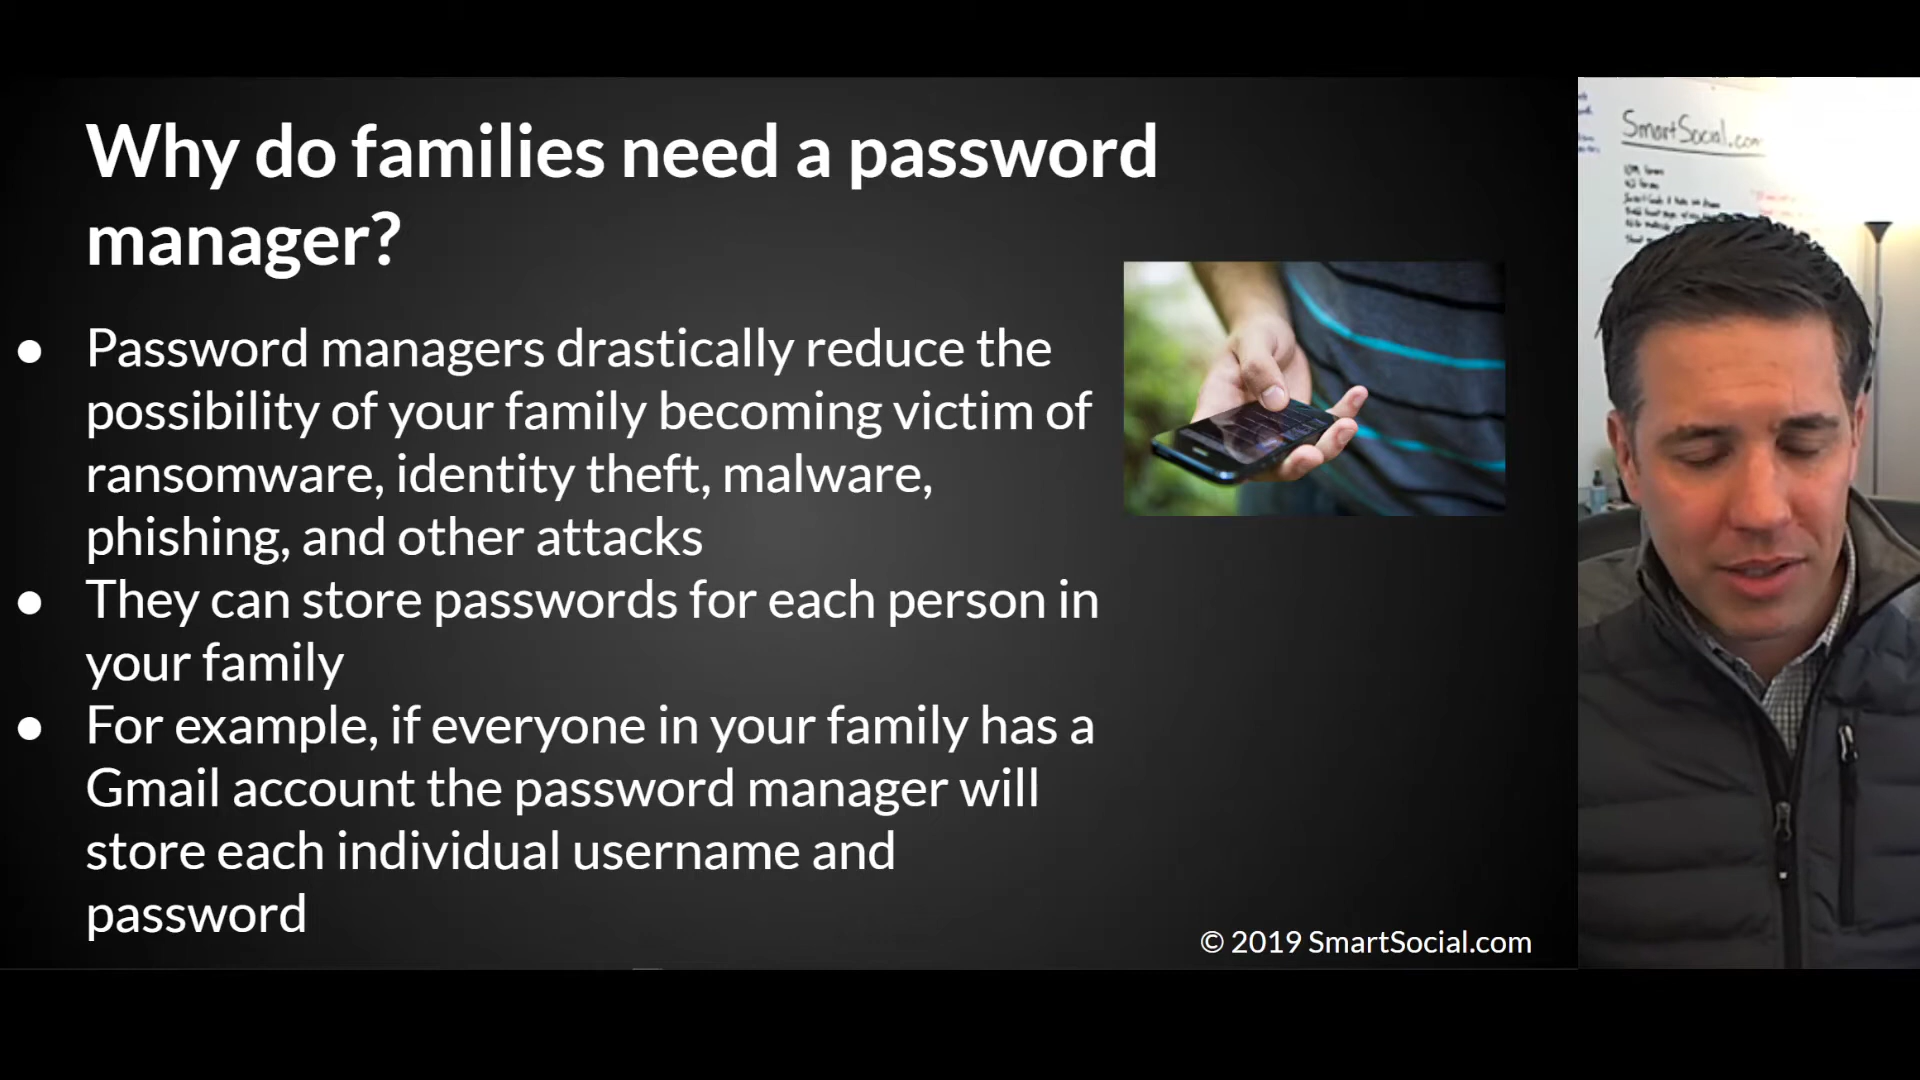 Why do families need a password
manager?
● Password managers drastically reduce the
possibility of your family becoming victim of
ransomware, identity theft, malware,
phishing, and other attacks
● They can store passwords for each person in
your family
● For example, if everyone in your family has a
Gmail account the password manager will
store each individual username and
password
© 2019 SmartSocial.com
SmartSocial.com